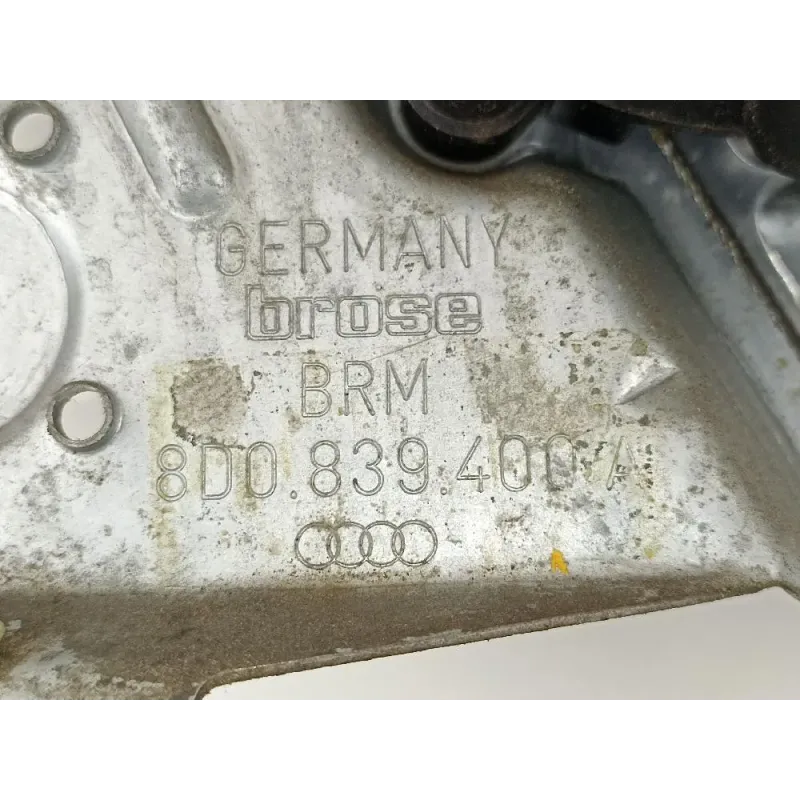 GERMANY
brose
BRM
8D0.839.400 A